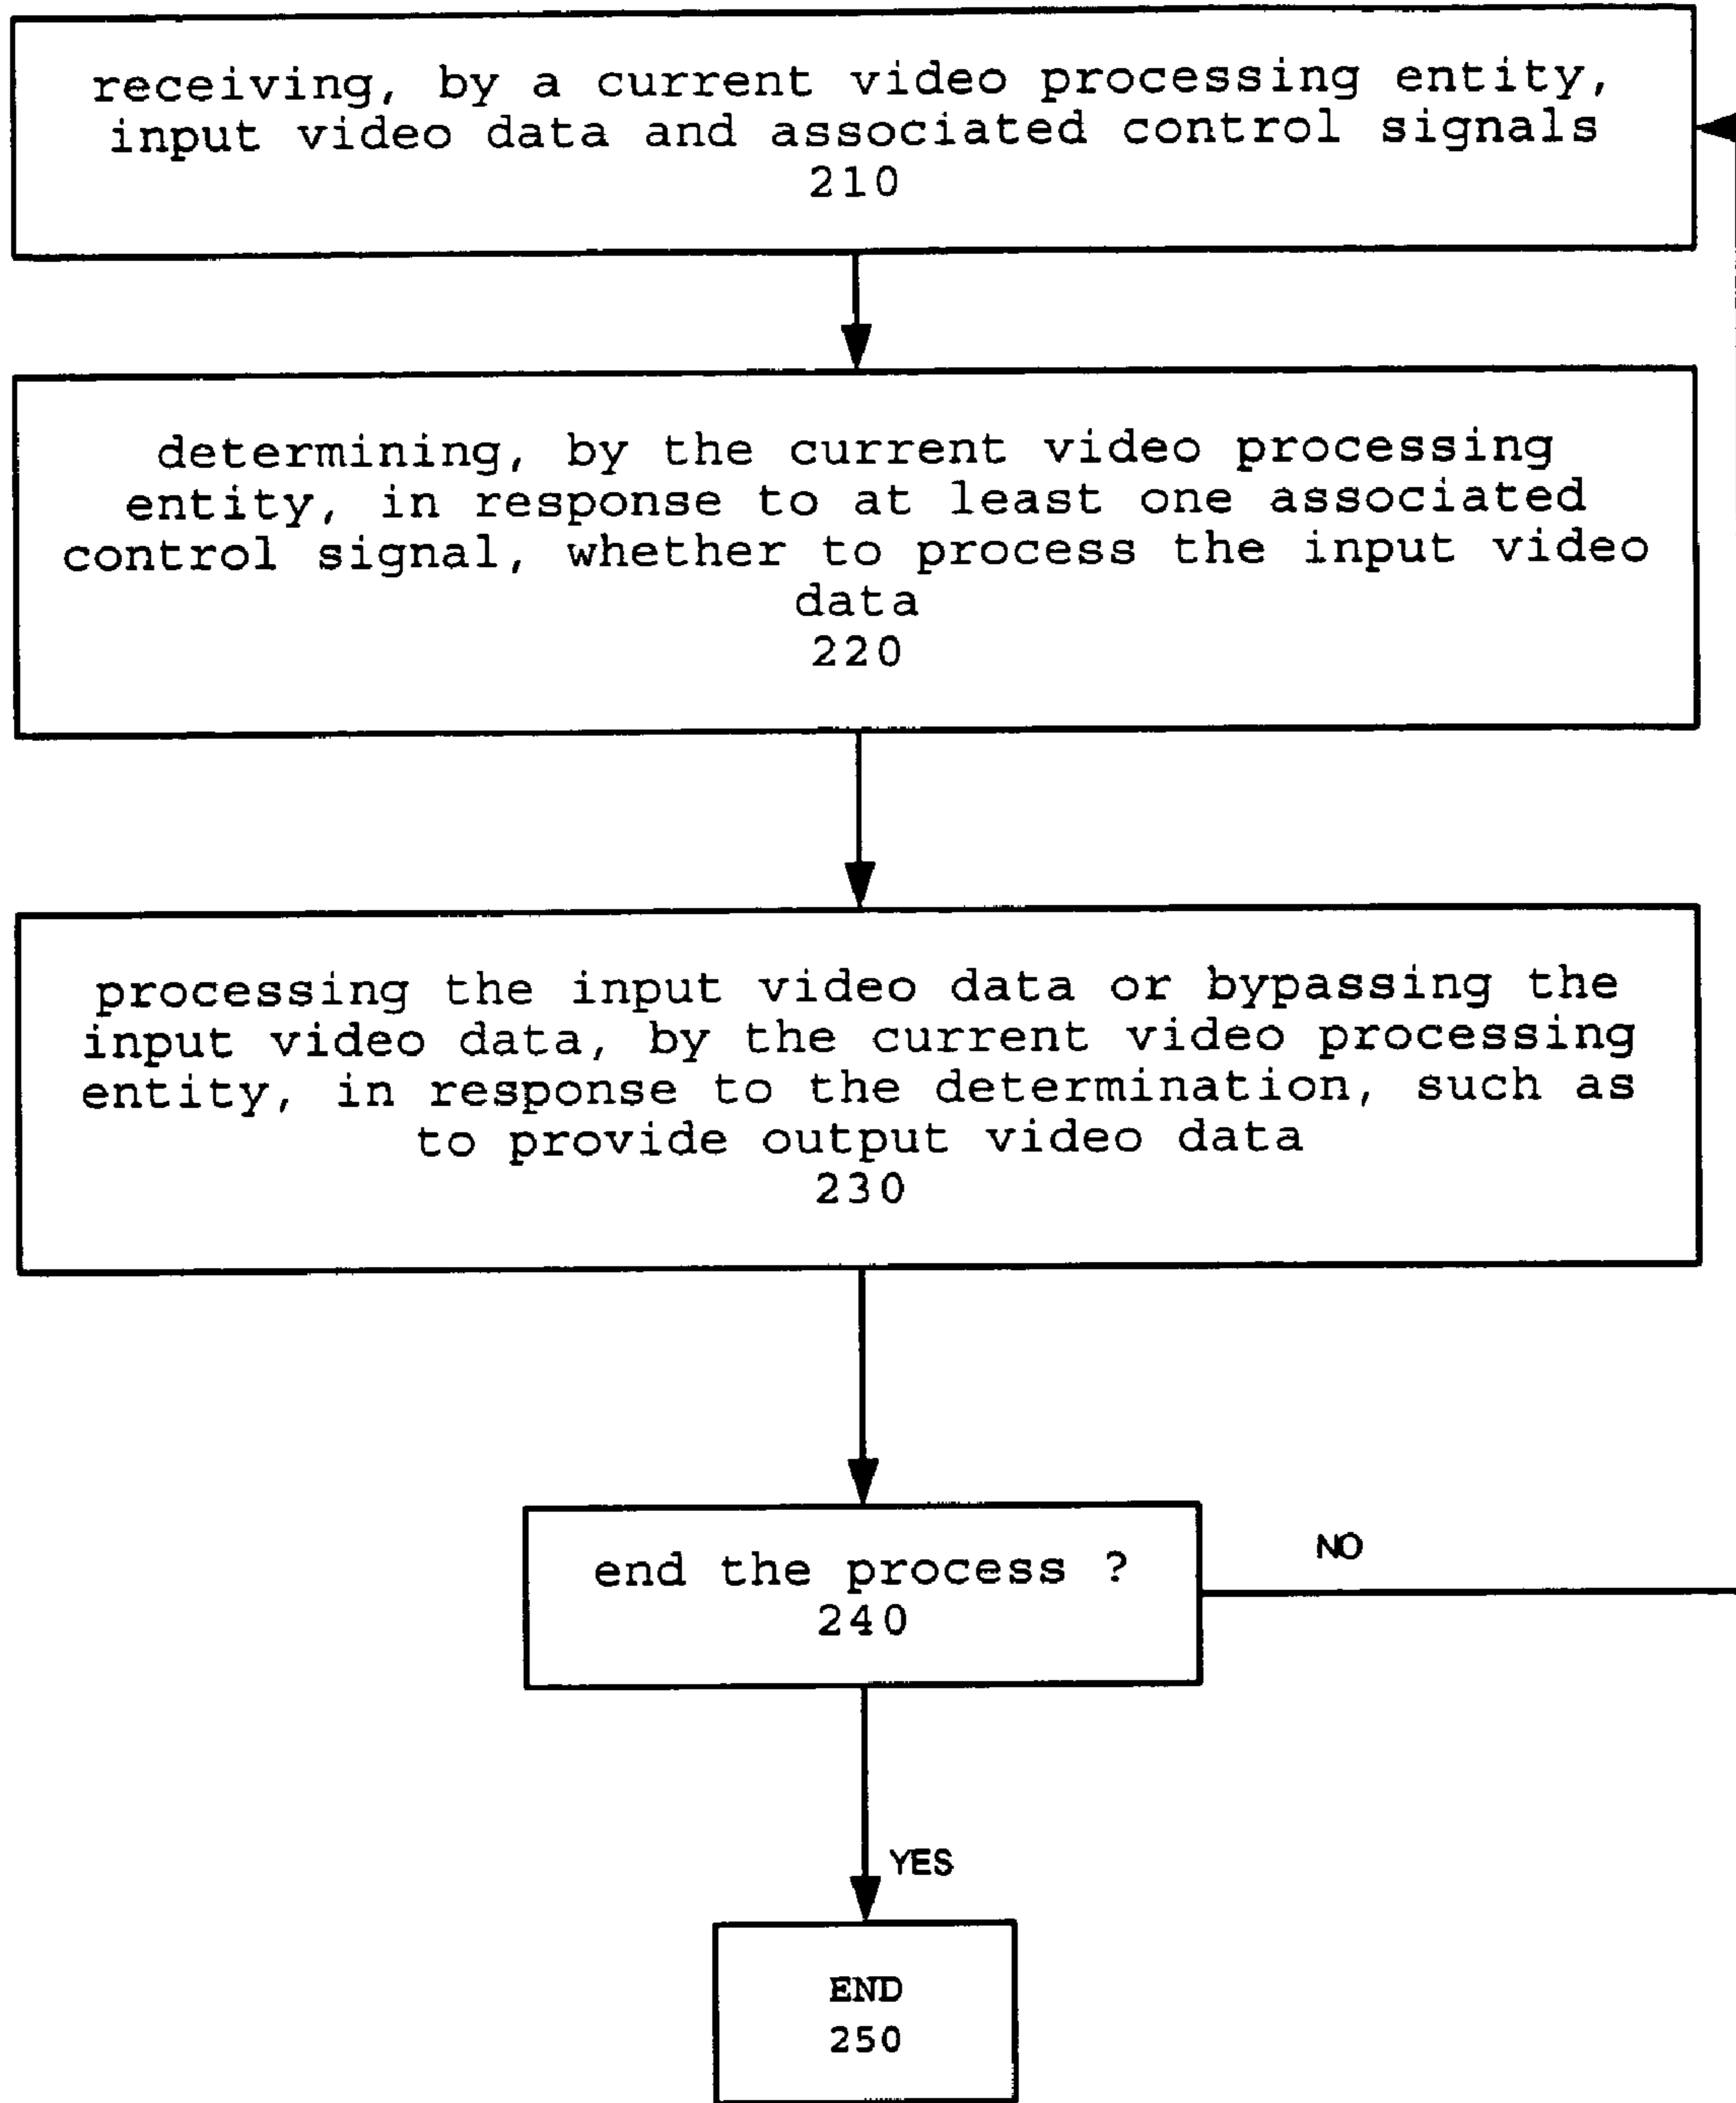 receiving, by a current video processing entity,
input video data and associated control signals
210
determining, by the current video processing
entity, in response to at least one associated
control signal, whether to process the input video
data
220
processing the input video data or bypassing the
input video data, by the current video processing
entity, in response to the determination, such as
to provide output video data
230
end the process ?
240
NO
YES
END
250